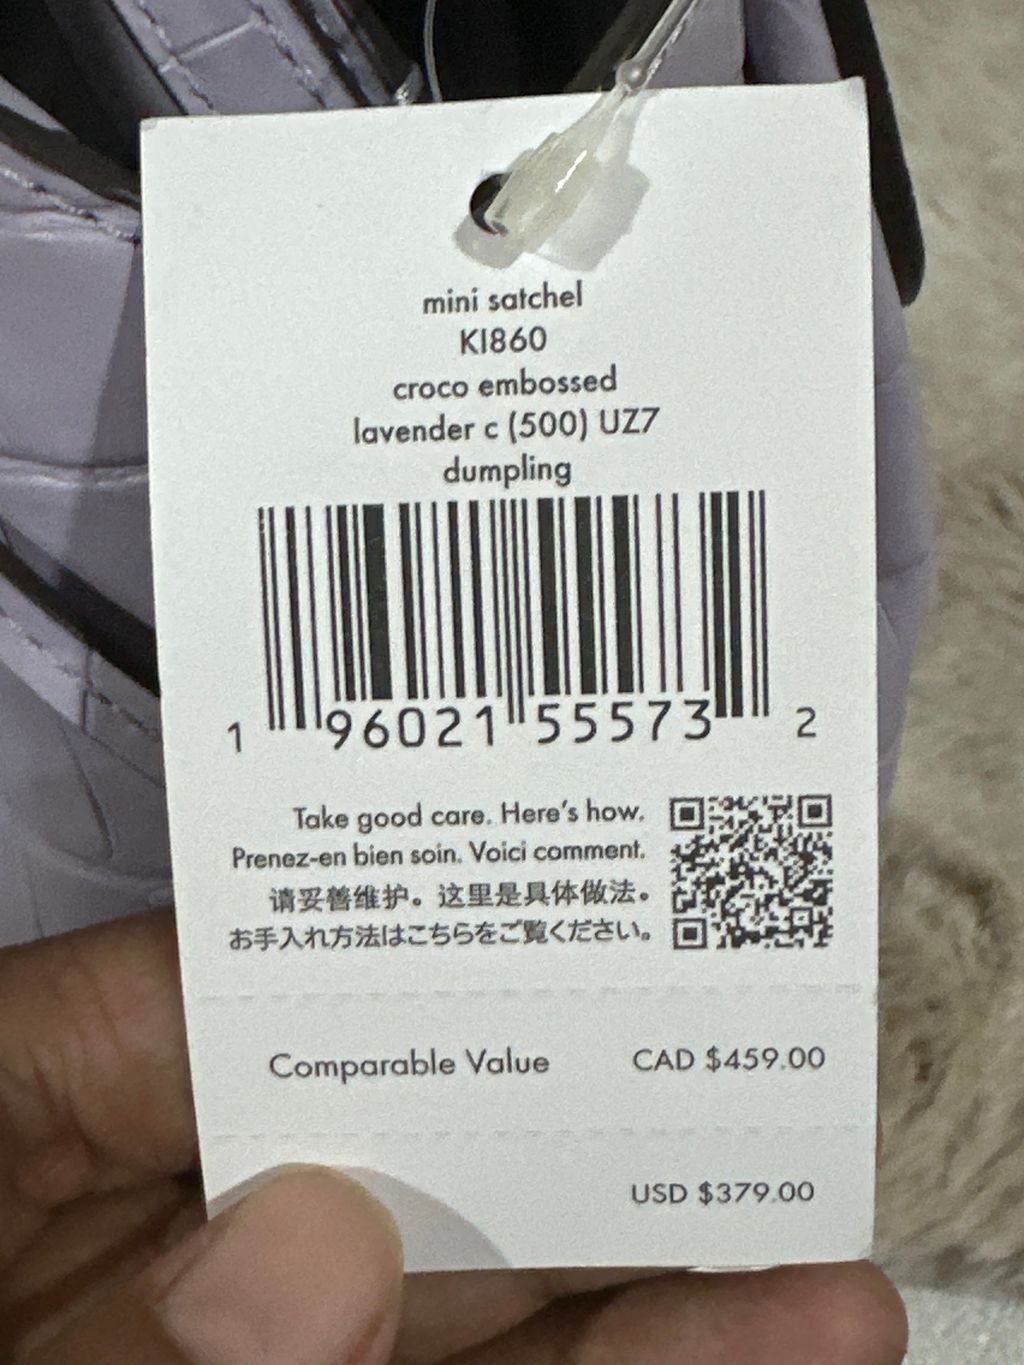 mini satchel
KI860
croco embossed
lavender c (500) UZ7
dumpling
1 96021 55573 2
Take good care. Here's how.
Prenez-en bien soin. Voici comment.
请妥善维护。这里是具体做法。
お手入れ方法はこちらをご覧ください。
Comparable Value CAD $459.00
USD $379.00